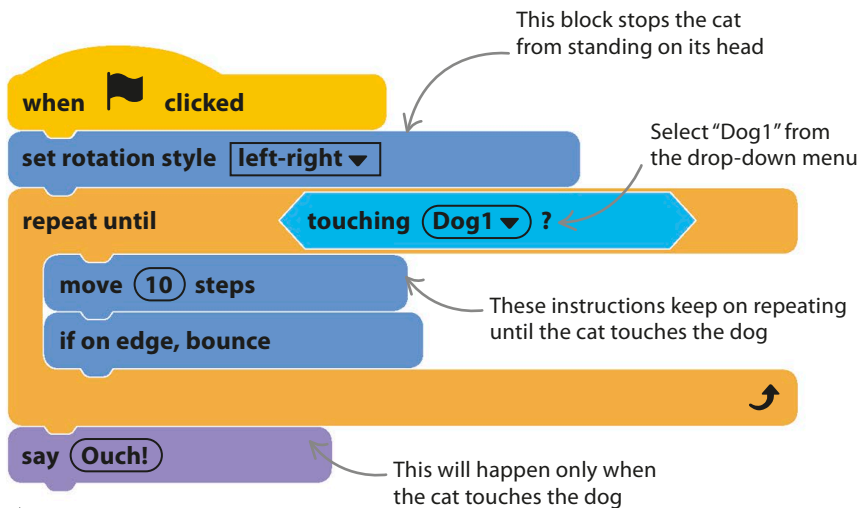 This block stops the cat
from standing on its head
when clicked
set rotation style left-right
Select “Dog1” from
the drop-down menu
repeat until touching Dog1 ?
move 10 steps
if on edge, bounce
These instructions keep on repeating
until the cat touches the dog
say Ouch!
This will happen only when
the cat touches the dog